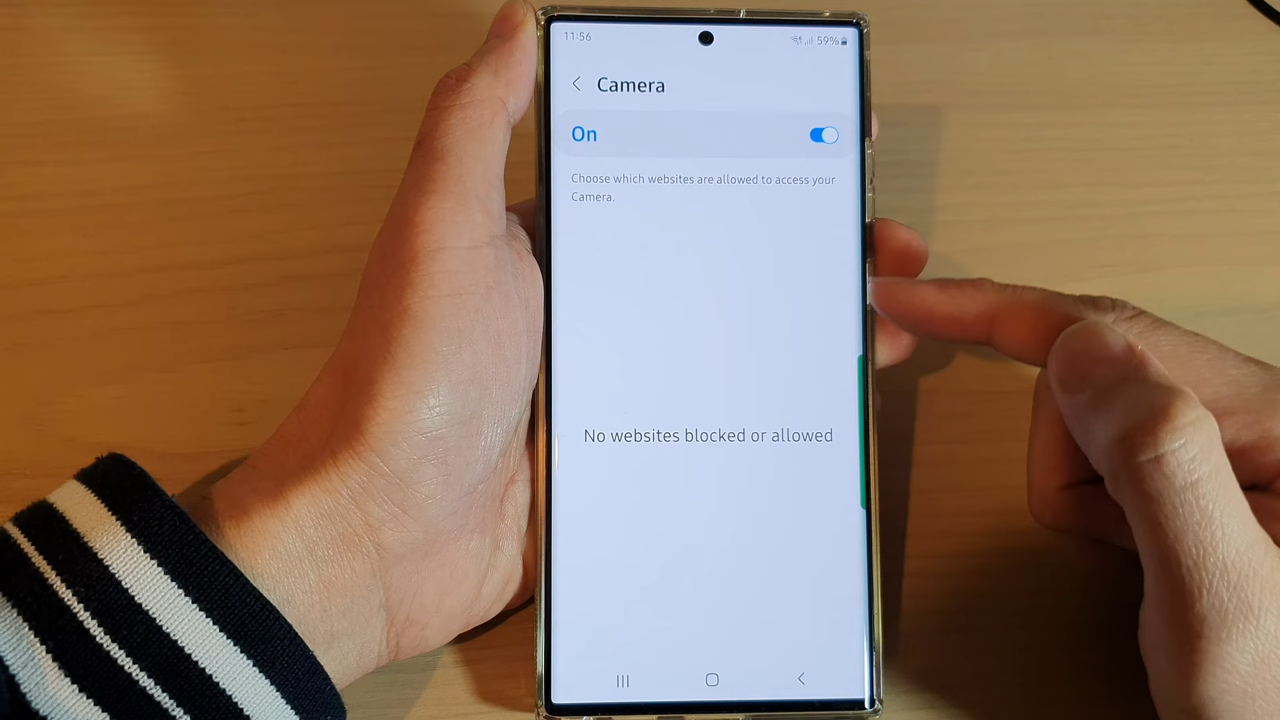 11:56
59%
Camera
On
Choose which websites are allowed to access your
Camera.
No websites blocked or allowed